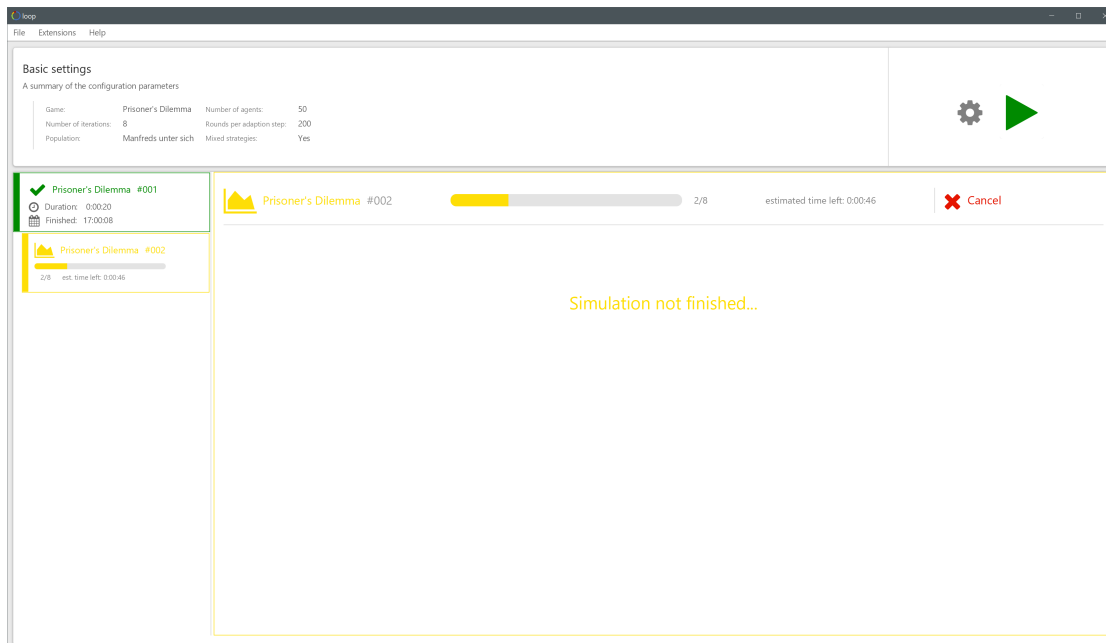 loop
File Extensions Help
Basic settings
A summary of the configuration parameters
Game: Prisoner's Dilemma Number of agents: 50
Number of iterations: 8 Rounds per adaption step: 200
Population: Manfreds unter sich Mixed strategies: Yes
Prisoner's Dilemma #001
Duration: 0:00:20
Finished: 17:00:08
Prisoner's Dilemma #002
2/8 est. time left: 0:00:46
Prisoner's Dilemma #002 2/8 estimated time left: 0:00:46 Cancel
Simulation not finished...